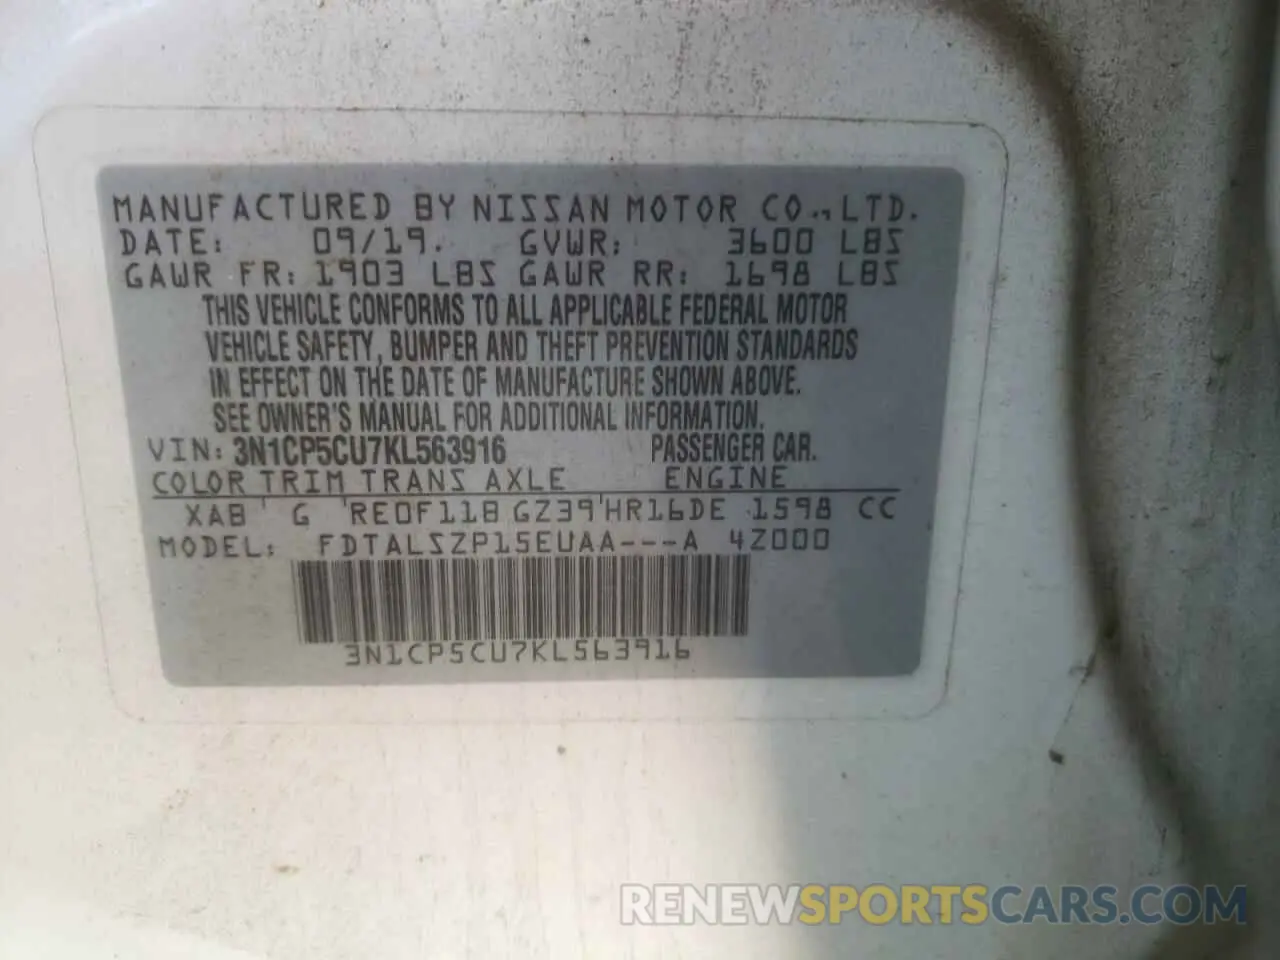 MANUFACTURED BY NISSAN MOTOR CO.,LTD.
DATE: 09/19. GVWR: 3600 LBS
GAWR FR: 1903 LBS GAWR RR: 1698 LBS
THIS VEHICLE CONFORMS TO ALL APPLICABLE FEDERAL MOTOR
VEHICLE SAFETY, BUMPER AND THEFT PREVENTION STANDARDS
IN EFFECT ON THE DATE OF MANUFACTURE SHOWN ABOVE.
SEE OWNER'S MANUAL FOR ADDITIONAL INFORMATION.
VIN: 3N1CP5CU7KL563916 PASSENGER CAR.
COLOR TRIM TRANS AXLE ENGINE
XAB G RE0F11B GZ39 HR16DE 1598 CC
MODEL: FDTALSZP15EUAA---A 4Z000
3N1CP5CU7KL563916
RENEWSPORTSCARS.COM